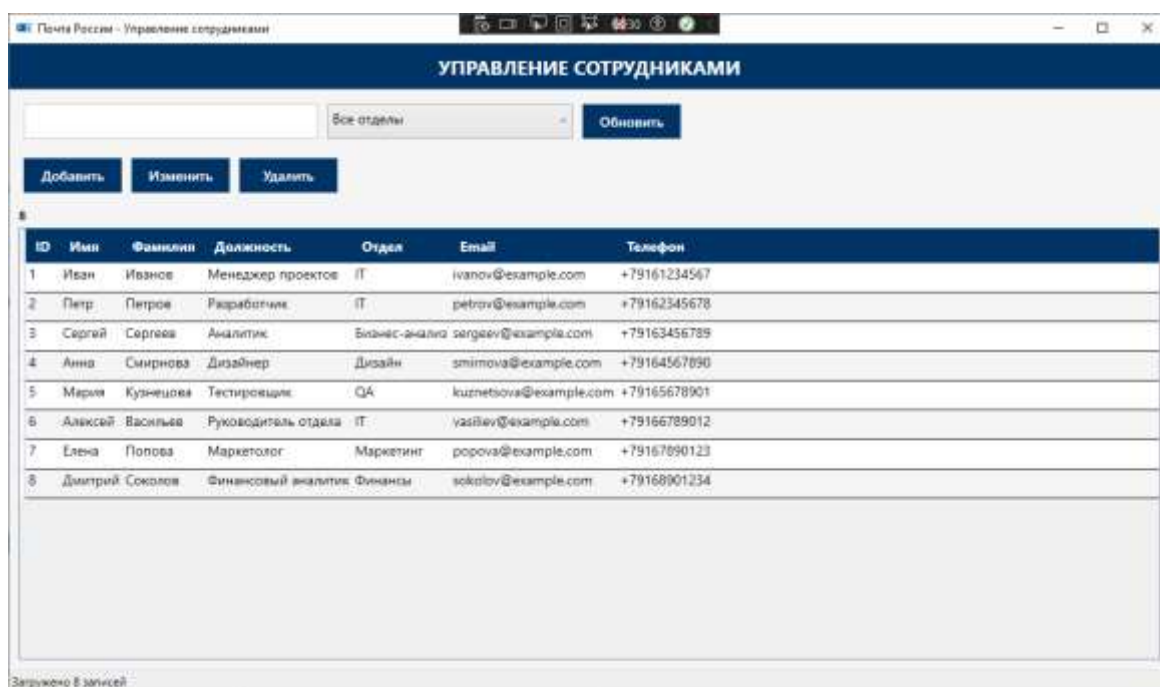 Почта России - Управление сотрудниками
УПРАВЛЕНИЕ СОТРУДНИКАМИ
Все отделы Обновить
Добавить Изменить Удалить
8
ID Имя Фамилия Должность Отдел Email Телефон
1 Иван Иванов Менеджер проектов IT ivanov@example.com +79161234567
2 Петр Петров Разработчик IT petrov@example.com +79162345678
3 Сергей Сергеев Аналитик Бизнес-анализ sergeev@example.com +79163456789
4 Анна Смирнова Дизайнер Дизайн smirnova@example.com +79164567890
5 Мария Кузнецова Тестировщик QA kuznetsova@example.com +79165678901
6 Алексей Васильев Руководитель отдела IT vasiliev@example.com +79166789012
7 Елена Попова Маркетолог Маркетинг popova@example.com +79167890123
8 Дмитрий Соколов Финансовый аналитик Финансы sokolov@example.com +79168901234
Загружено 8 записей